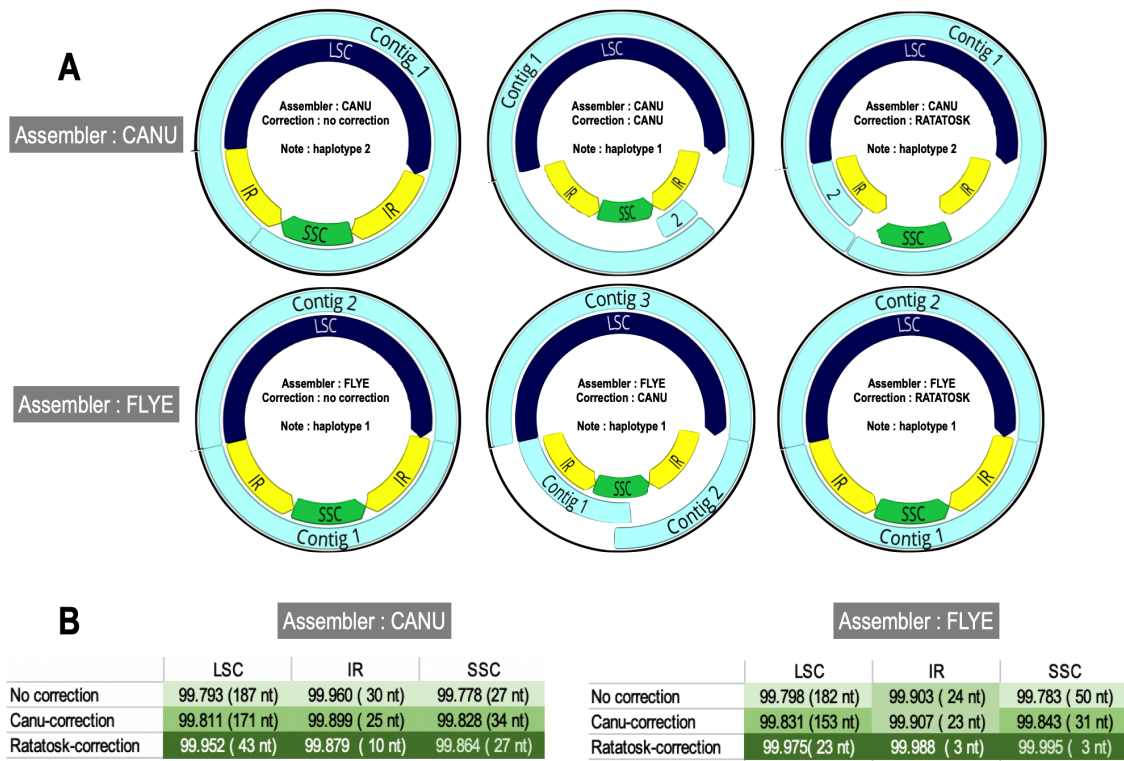 A
Assembler : CANU
Contig_1
LSC
Assembler : CANU
Correction : no correction
Note : haplotype 2
IR
IR
SSC
Contig 1
LSC
Assembler : CANU
Correction : CANU
Note : haplotype 1
IR
IR
SSC
2
Contig 1
LSC
Assembler : CANU
Correction : RATATOSK
Note : haplotype 2
2
IR
IR
SSC
Assembler : FLYE
Contig 2
LSC
Assembler : FLYE
Correction : no correction
Note : haplotype 1
IR
IR
SSC
Contig 1
Contig 3
LSC
Assembler : FLYE
Correction : CANU
Note : haplotype 1
IR
IR
SSC
Contig 1
Contig 2
Contig 2
LSC
Assembler : FLYE
Correction : RATATOSK
Note : haplotype 1
IR
IR
SSC
Contig 1
B
Assembler : CANU
LSC IR SSC
No correction 99.793 (187 nt) 99.960 ( 30 nt) 99.778 (27 nt)
Canu-correction 99.811 (171 nt) 99.899 ( 25 nt) 99.828 (34 nt)
Ratatosk-correction 99.952 ( 43 nt) 99.879 ( 10 nt) 99.864 ( 27 nt)
Assembler : FLYE
LSC IR SSC
No correction 99.798 (182 nt) 99.903 ( 24 nt) 99.783 ( 50 nt)
Canu-correction 99.831 (153 nt) 99.907 ( 23 nt) 99.843 ( 31 nt)
Ratatosk-correction 99.975( 23 nt) 99.988 ( 3 nt) 99.995 ( 3 nt)